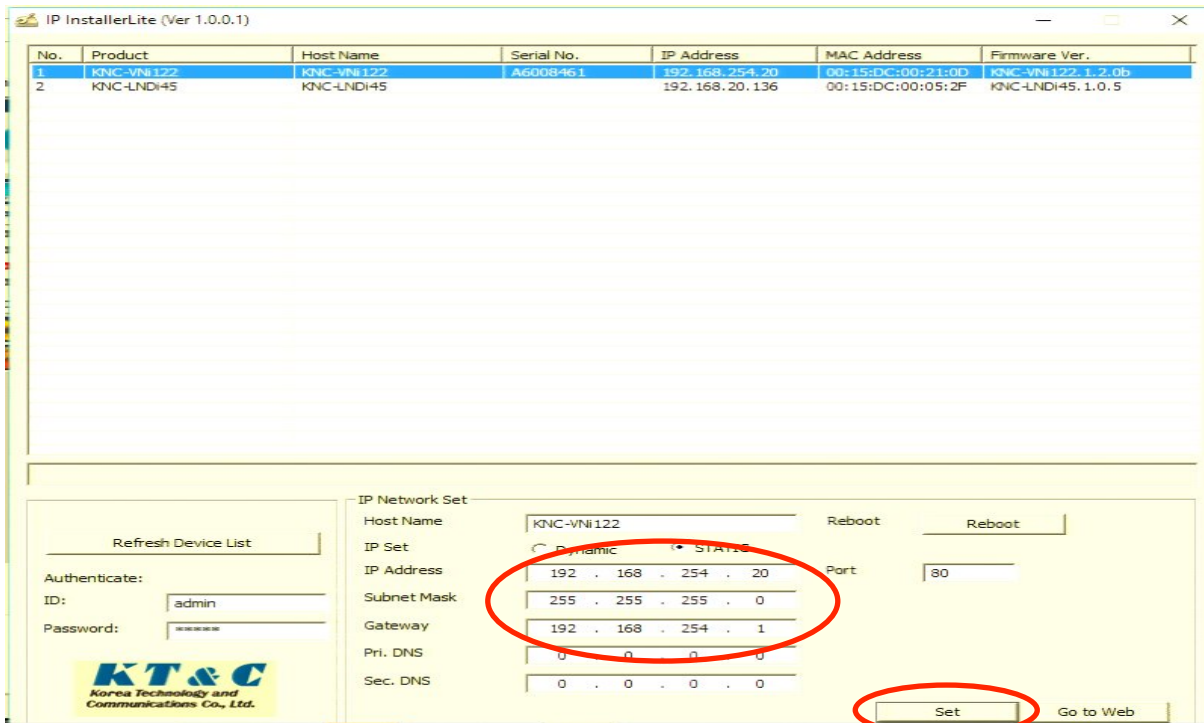 IP InstallerLite (Ver 1.0.0.1)
No. Product Host Name Serial No. IP Address MAC Address Firmware Ver.
1 KNC-VNi122 KNC-VNi122 A6008461 192.168.254.20 00:15:DC:00:21:0D KNC-VNi122.1.2.0b
2 KNC-LNDi45 KNC-LNDi45 192.168.20.136 00:15:DC:00:05:2F KNC-LNDi45.1.0.5
IP Network Set
Host Name KNC-VNi122 Reboot Reboot
Refresh Device List
IP Set Dynamic STATIC
IP Address 192 . 168 . 254 . 20 Port 80
Authenticate:
Subnet Mask 255 . 255 . 255 . 0
ID: admin
Gateway 192 . 168 . 254 . 1
Password: *****
Pri. DNS 0 . 0 . 0 . 0
Sec. DNS 0 . 0 . 0 . 0
KT&C
Korea Technology and
Communications Co., Ltd.
Set Go to Web